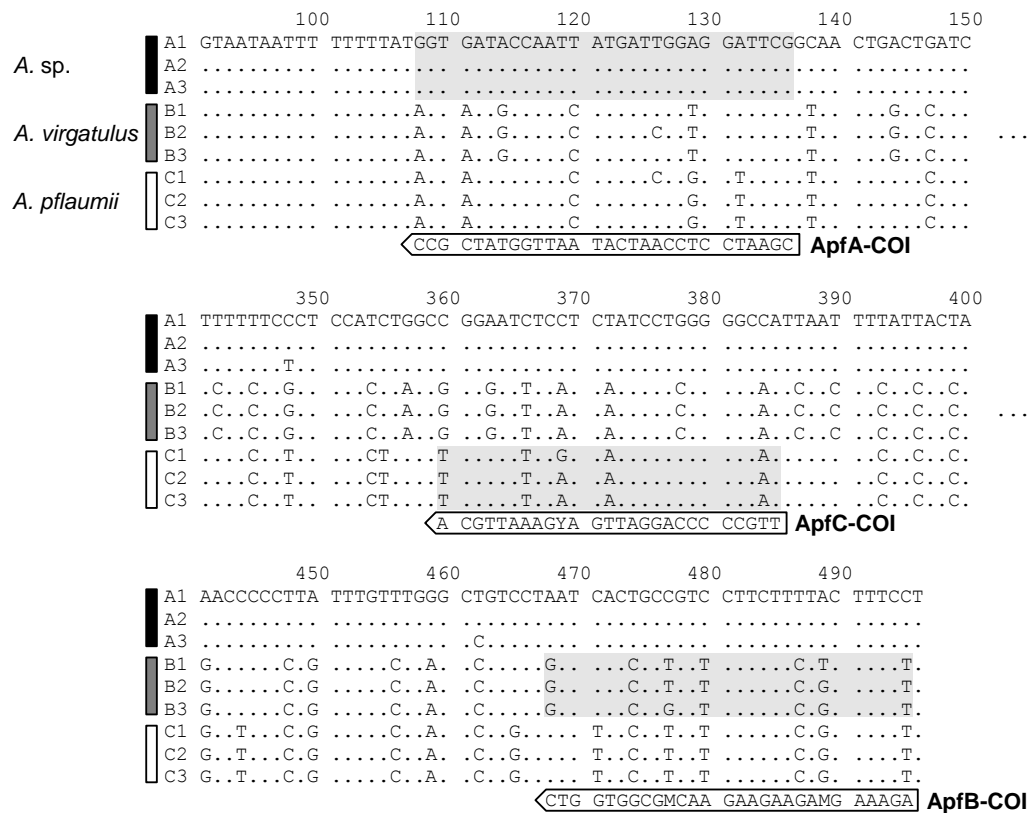 100 110 120 130 140 150
A. sp.
A1 GTAATAATTT TTTTTTATGGT GATACCAATT ATGATTGGAG GATTCGGCAA CTGACTGATC
A2 .......... .......... .......... .......... .......... ..........
A3 .......... .......... .......... .......... .......... ..........
A. virgatulus
B1 .......... .......A.. A..G.....C ........T. .......T.. ...G..C...
B2 .......... .......A.. A..G.....C .....C..T. .......T.. ...G..C... ...
B3 .......... .......A.. A..G.....C ........T. .......T.. ...G..C...
A. pflaumii
C1 .......... .......A.. A........C .....C..G. .T.....T.. ......C...
C2 .......... .......A.. A........C ........G. .T.....T.. ......C...
C3 .......... .......A.. A........C ........G. .T.....T.. ......C...
CCG CTATGGTTAA TACTAACCTC CTAAGC ApfA-COI
350 360 370 380 390 400
A1 TTTTTTCCCT CCATCTGGCC GGAATCTCCT CTATCCTGGG GGCCATTAAT TTTATTACTA
A2 .......... .......... .......... .......... .......... ..........
A3 .......T.. .......... .......... .......... .......... ..........
B1 .C..C..G.. ...C..A..G ..G..T..A. .A.....C.. ...A..C..C ..C..C..C.
B2 .C..C..G.. ...C..A..G ..G..T..A. .A.....C.. ...A..C..C ..C..C..C. ...
B3 .C..C..G.. ...C..A..G ..G..T..A. .A.....C.. ...A..C..C ..C..C..C.
C1 ....C..T.. ...CT....T .....T..G. .A........ ...A...... ..C..C..C.
C2 ....C..T.. ...CT....T .....T..A. .A........ ...A...... ..C..C..C.
C3 ....C..T.. ...CT....T .....T..A. .A........ ...A...... ..C..C..C.
A CGTTAAAGYA GTTAGGACCC CCGTT ApfC-COI
450 460 470 480 490
A1 AACCCCCTTA TTTGTTTGGG CTGTCCTAAT CACTGCCGTC CTTCTTTTAC TTTCCT
A2 .......... .......... .......... .......... .......... ......
A3 .......... .......... .C........ .......... .......... ......
B1 G......C.G .....C..A. .C.....G.. ...C..T..T ......C.T. ....T.
B2 G......C.G .....C..A. .C.....G.. ...C..T..T ......C.G. ....T.
B3 G......C.G .....C..A. .C.....G.. ...C..G..T ......C.G. ....T.
C1 G..T...C.G .....C..A. .C..G..... T..C..T..T ......C.G. ....T.
C2 G..T...C.G .....C..A. .C..G..... T..C..T..T ......C.G. ....T.
C3 G..T...C.G .....C..A. .C..G..... T..C..T..T ......C.G. ....T.
CTG GTGGCGMCAA GAAGAAGAMG AAAGA ApfB-COI